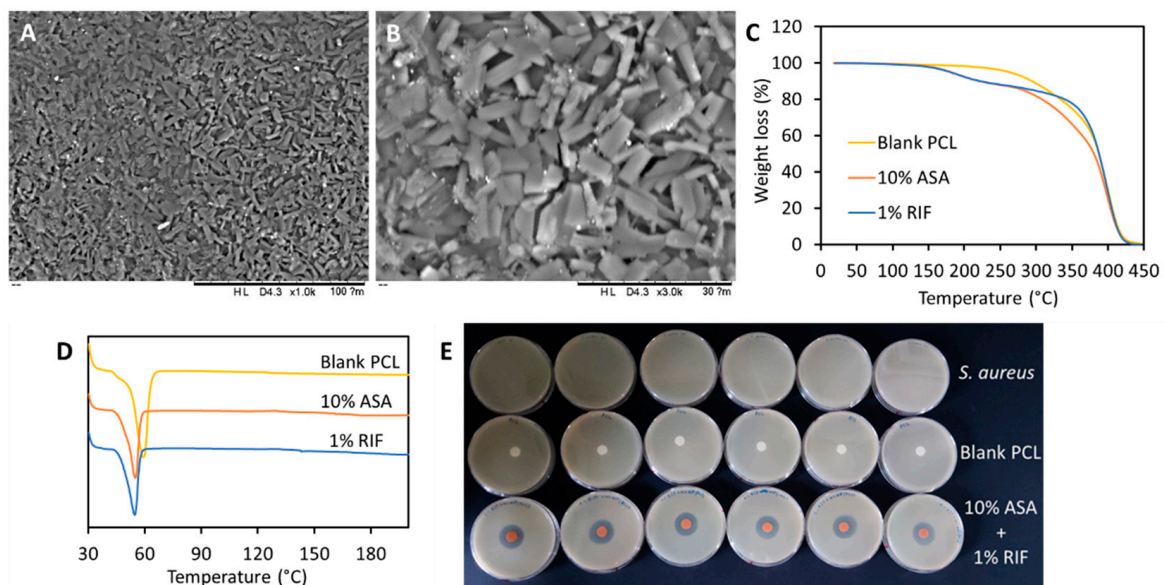 A
HL D4.3 x1.0k 100 ?m
B
HL D4.3 x3.0k 30 ?m
C
120
100
80
60
40
20
0
Weight loss (%)
Blank PCL
10% ASA
1% RIF
0 50 100 150 200 250 300 350 400 450
Temperature (°C)
D
Blank PCL
10% ASA
1% RIF
30 60 90 120 150 180
Temperature (°C)
E
S. aureus
Blank PCL
10% ASA
+
1% RIF